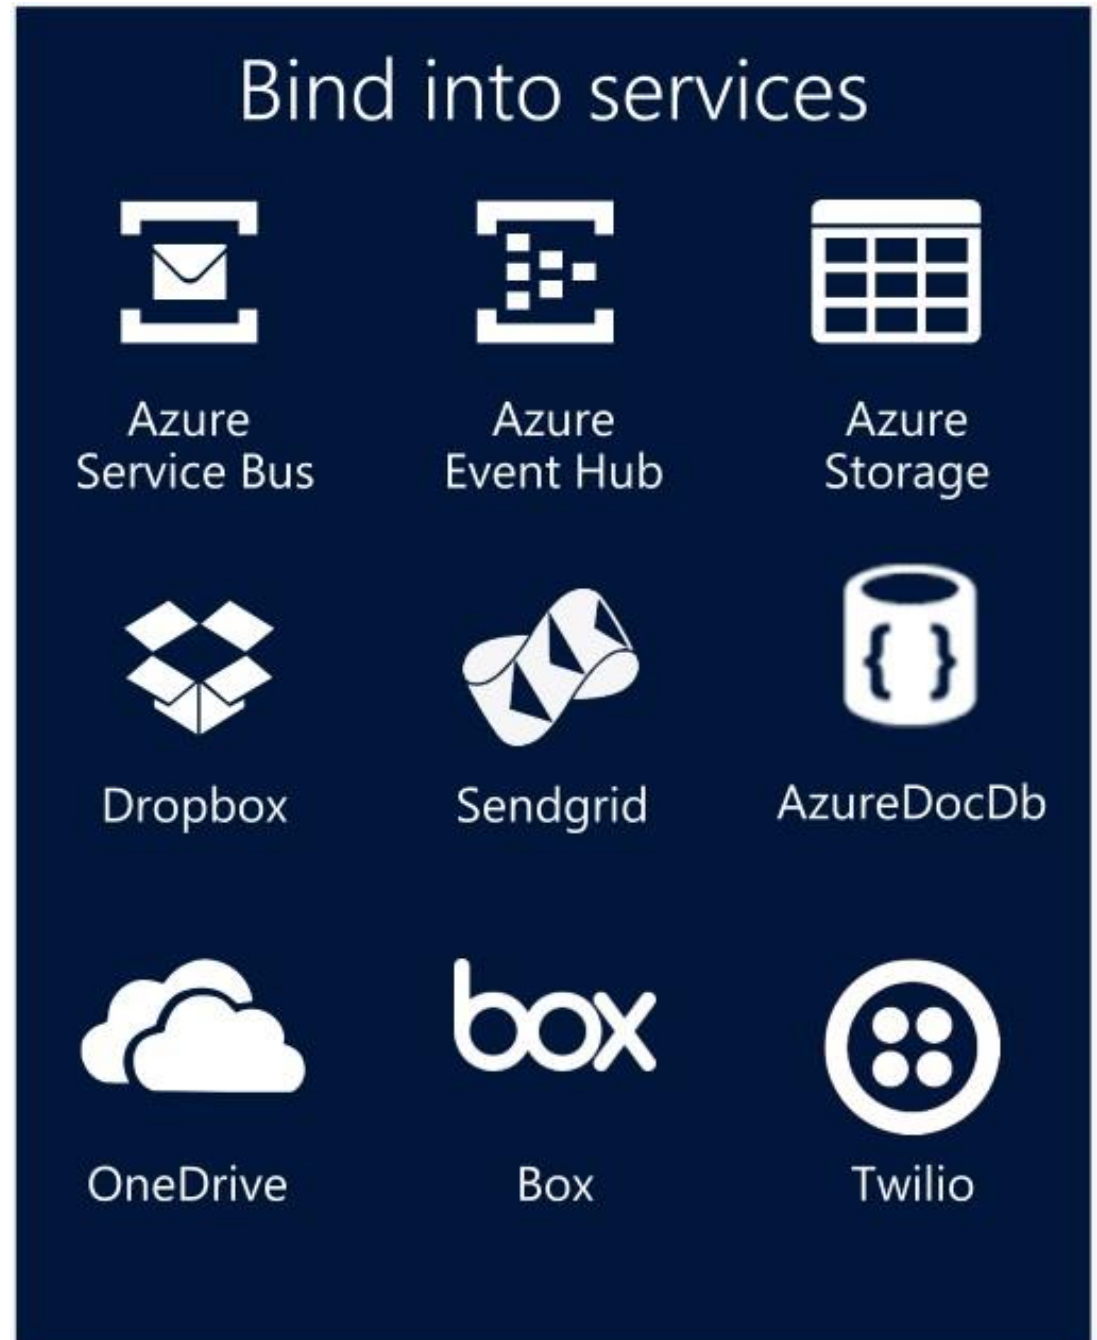 Bind into services
Azure
Service Bus
Azure
Event Hub
Azure
Storage
Dropbox
Sendgrid
{ }
AzureDocDb
OneDrive
box
Box
Twilio